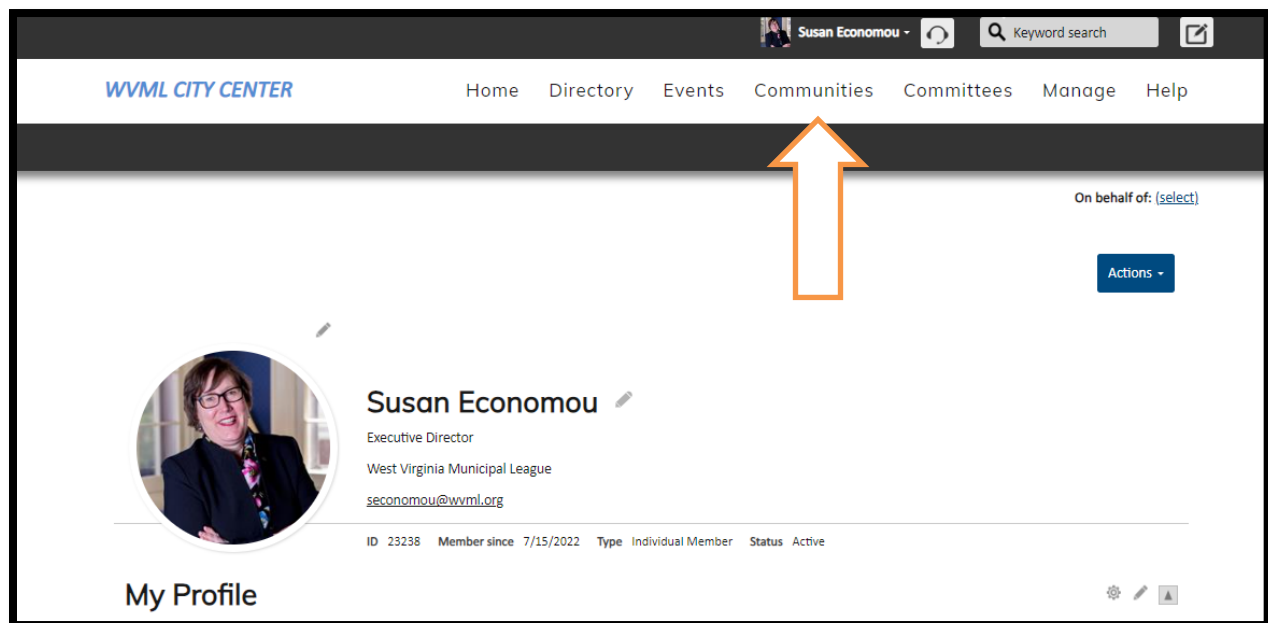 Susan Economou
Keyword search
WVML CITY CENTER
Home Directory Events Communities Committees Manage Help
On behalf of: (select)
Actions
Susan Economou
Executive Director
West Virginia Municipal League
seconomou@wvml.org
ID 23238 Member since 7/15/2022 Type Individual Member Status Active
My Profile